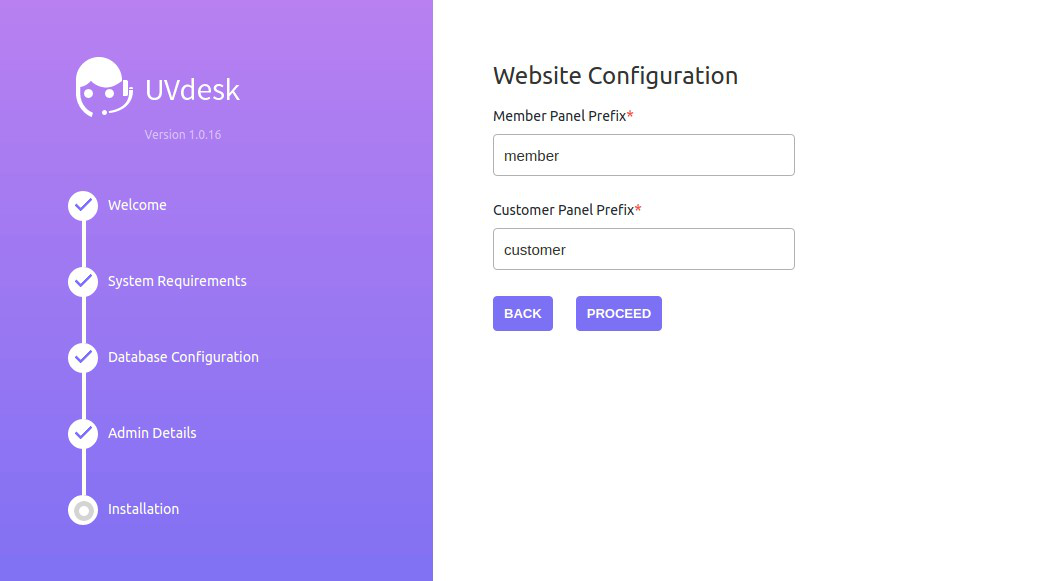 UVdesk
Version 1.0.16
Welcome
System Requirements
Database Configuration
Admin Details
Installation
Website Configuration
Member Panel Prefix*
member
Customer Panel Prefix*
customer
BACK PROCEED